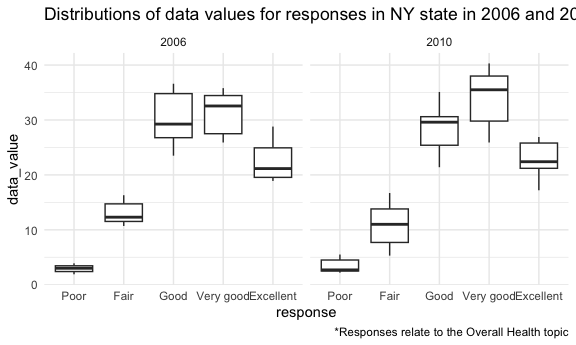 Distributions of data values for responses in NY state in 2006 and 20
2006
2010
data_value
40
30
20
10
0
Poor Fair Good Very good Excellent
Poor Fair Good Very good Excellent
response
*Responses relate to the Overall Health topic